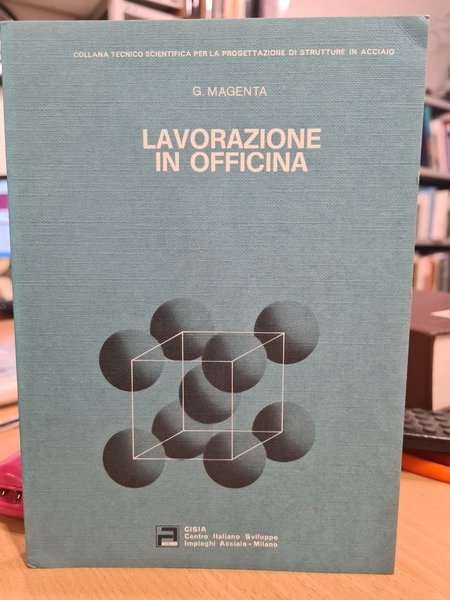 COLLANA TECNICO SCIENTIFICA PER LA PROGETTAZIONE DI STRUTTURE IN ACCIAIO
G. MAGENTA
LAVORAZIONE
IN OFFICINA
CISIA
Centro Italiano Sviluppo
Impieghi Acciaio - Milano